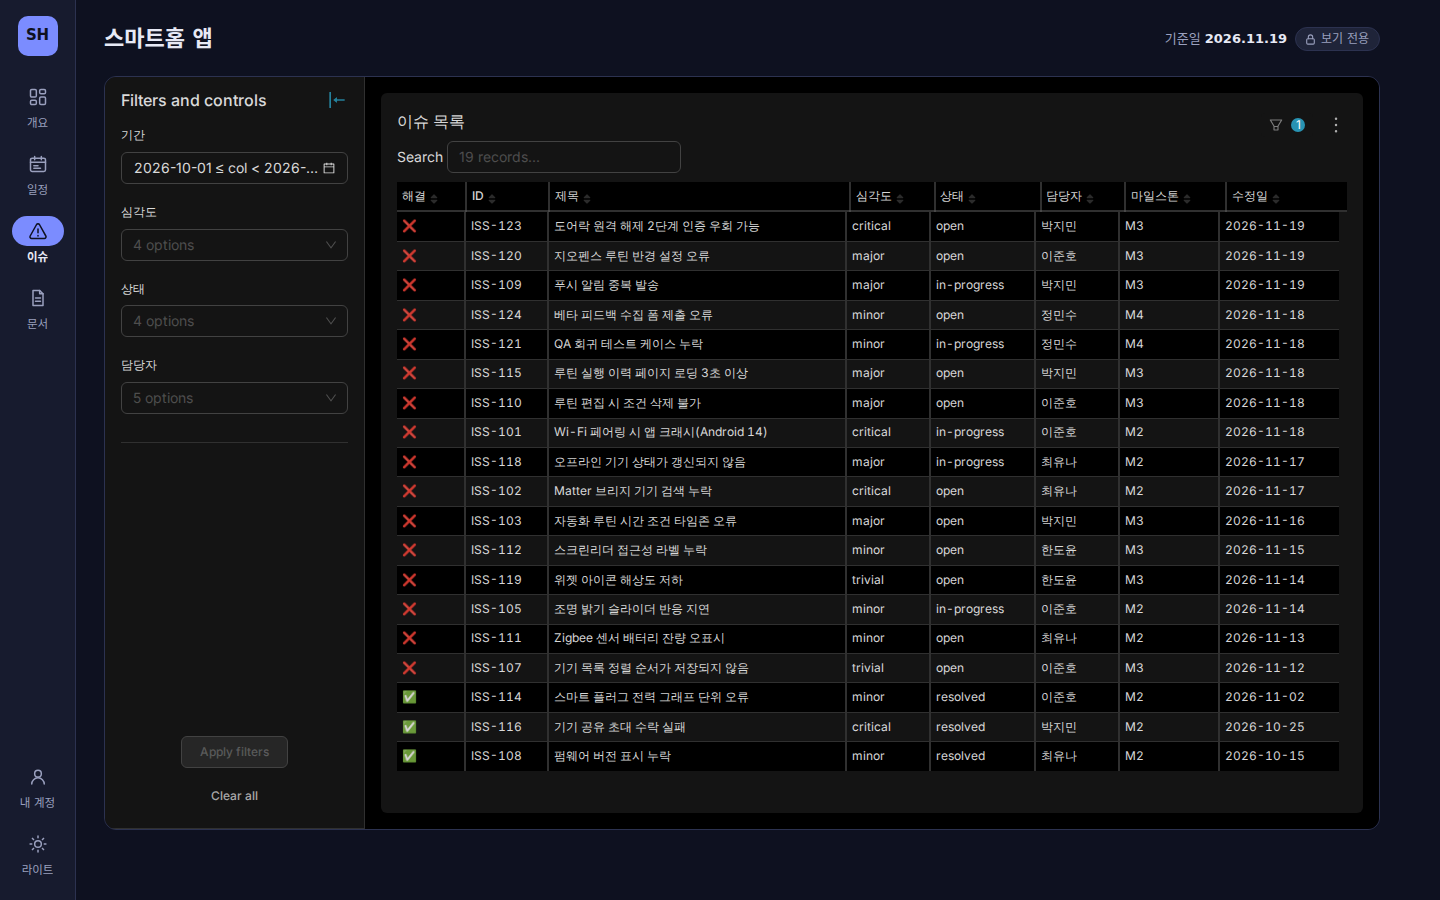 SH
개요
일정
이슈
문서
내 계정
라이트
스마트홈 앱
기준일 2026.11.19 보기 전용
Filters and controls
기간
2026-10-01 ≤ col < 2026-...
심각도
4 options
상태
4 options
담당자
5 options
Apply filters
Clear all
이슈 목록
1
Search 19 records...
해결 ID 제목 심각도 상태 담당자 마일스톤 수정일
❌ ISS-123 도어락 원격 해제 2단계 인증 우회 가능 critical open 박지민 M3 2026-11-19
❌ ISS-120 지오펜스 루틴 반경 설정 오류 major open 이준호 M3 2026-11-19
❌ ISS-109 푸시 알림 중복 발송 major in-progress 박지민 M3 2026-11-19
❌ ISS-124 베타 피드백 수집 폼 제출 오류 minor open 정민수 M4 2026-11-18
❌ ISS-121 QA 회귀 테스트 케이스 누락 minor in-progress 정민수 M4 2026-11-18
❌ ISS-115 루틴 실행 이력 페이지 로딩 3초 이상 major open 박지민 M3 2026-11-18
❌ ISS-110 루틴 편집 시 조건 삭제 불가 major open 이준호 M3 2026-11-18
❌ ISS-101 Wi-Fi 페어링 시 앱 크래시(Android 14) critical in-progress 이준호 M2 2026-11-18
❌ ISS-118 오프라인 기기 상태가 갱신되지 않음 major in-progress 최유나 M2 2026-11-17
❌ ISS-102 Matter 브리지 기기 검색 누락 critical open 최유나 M2 2026-11-17
❌ ISS-103 자동화 루틴 시간 조건 타임존 오류 major open 박지민 M3 2026-11-16
❌ ISS-112 스크린리더 접근성 라벨 누락 minor open 한도윤 M3 2026-11-15
❌ ISS-119 위젯 아이콘 해상도 저하 trivial open 한도윤 M3 2026-11-14
❌ ISS-105 조명 밝기 슬라이더 반응 지연 minor in-progress 이준호 M2 2026-11-14
❌ ISS-111 Zigbee 센서 배터리 잔량 오표시 minor open 최유나 M2 2026-11-13
❌ ISS-107 기기 목록 정렬 순서가 저장되지 않음 trivial open 이준호 M3 2026-11-12
✅ ISS-114 스마트 플러그 전력 그래프 단위 오류 minor resolved 이준호 M2 2026-11-02
✅ ISS-116 기기 공유 초대 수락 실패 critical resolved 박지민 M2 2026-10-25
✅ ISS-108 펌웨어 버전 표시 누락 minor resolved 최유나 M2 2026-10-15